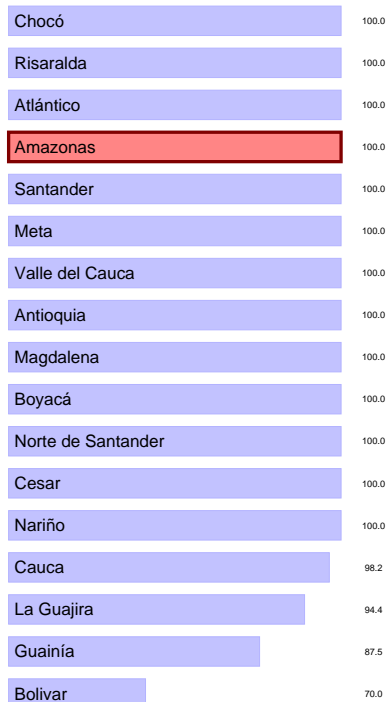 Chocó 100.0
Risaralda 100.0
Atlántico 100.0
Amazonas 100.0
Santander 100.0
Meta 100.0
Valle del Cauca 100.0
Antioquia 100.0
Magdalena 100.0
Boyacá 100.0
Norte de Santander 100.0
Cesar 100.0
Nariño 100.0
Cauca 98.2
La Guajira 94.4
Guainía 87.5
Bolivar 70.0